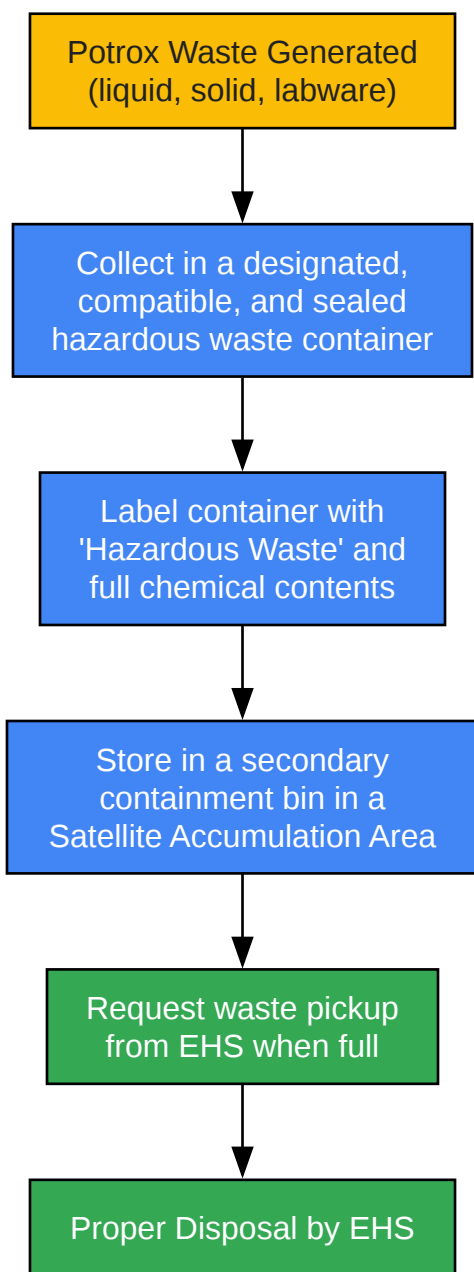 Potrox Waste Generated
(liquid, solid, labware)
Collect in a designated,
compatible, and sealed
hazardous waste container
Label container with
'Hazardous Waste' and
full chemical contents
Store in a secondary
containment bin in a
Satellite Accumulation Area
Request waste pickup
from EHS when full
Proper Disposal by EHS